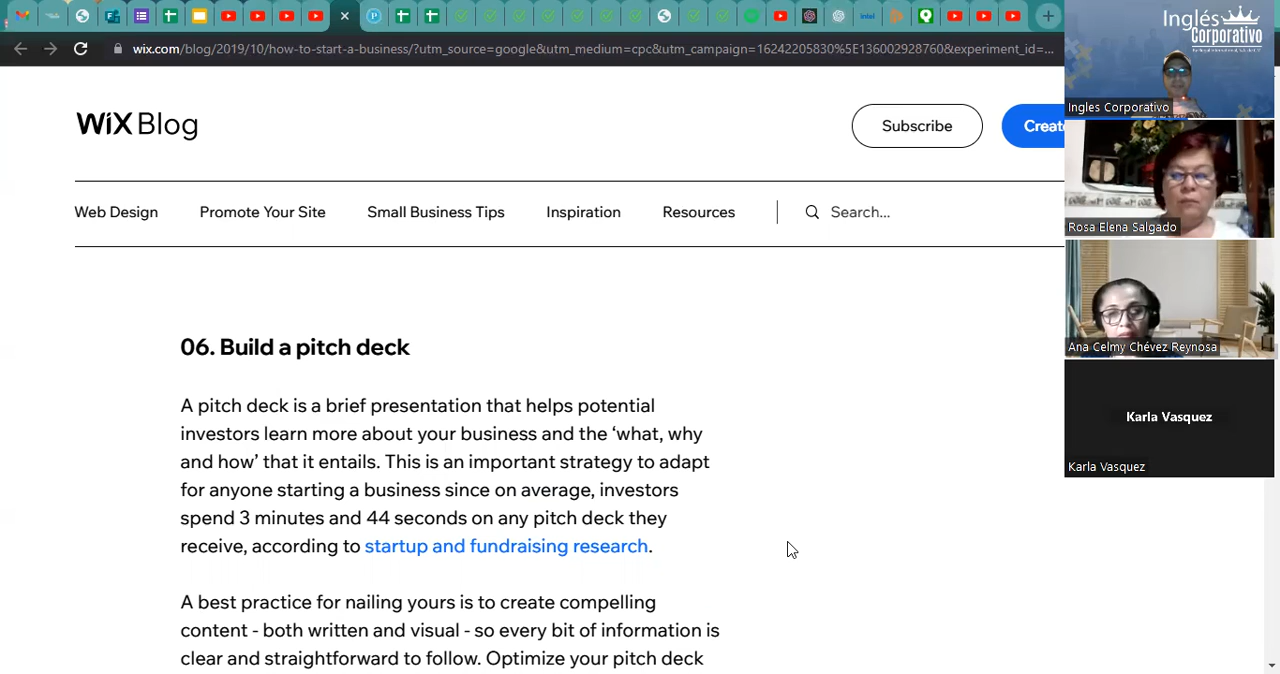 wix.com/blog/2019/10/how-to-start-a-business/?utm_source=google&utm_medium=cpc&utm_campaign=16242205830%5E136002928760&experiment_id=...
WiX Blog
Subscribe
Create
Web Design
Promote Your Site
Small Business Tips
Inspiration
Resources
Search...
06. Build a pitch deck
A pitch deck is a brief presentation that helps potential
investors learn more about your business and the ‘what, why
and how’ that it entails. This is an important strategy to adapt
for anyone starting a business since on average, investors
spend 3 minutes and 44 seconds on any pitch deck they
receive, according to startup and fundraising research.
A best practice for nailing yours is to create compelling
content - both written and visual - so every bit of information is
clear and straightforward to follow. Optimize your pitch deck
Inglés
Corporativo
Ingles Corporativo
Rosa Elena Salgado
Ana Celmy Chévez Reynosa
Karla Vasquez
Karla Vasquez